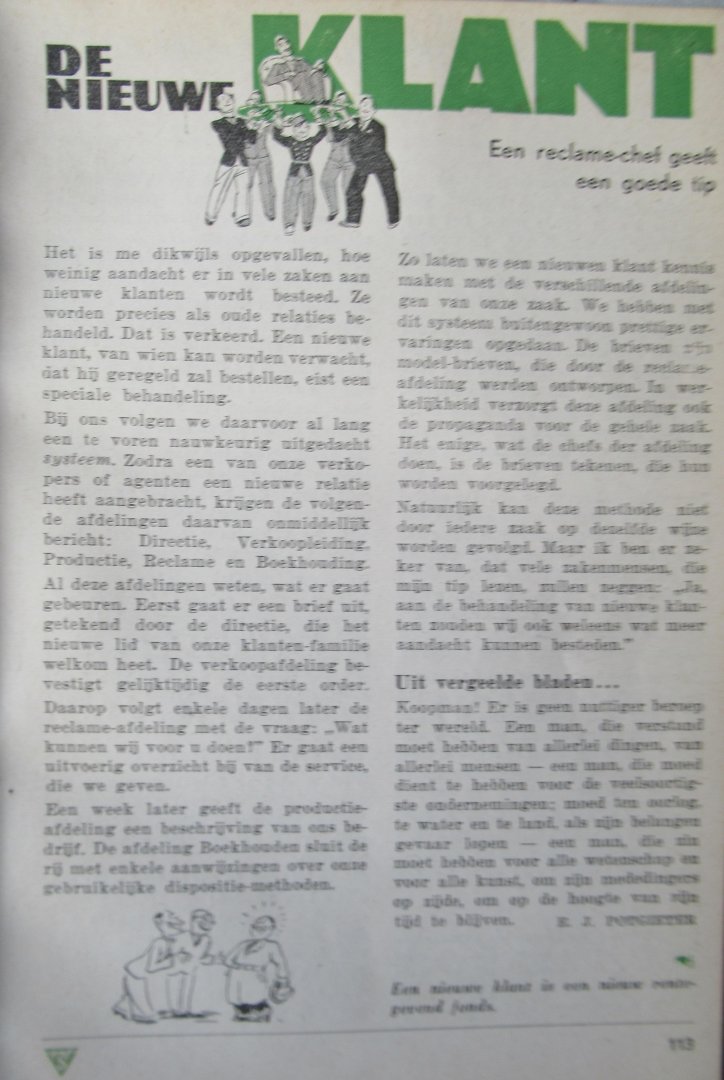 DE
NIEUWE KLANT
Een reclame-chef geeft
een goede tip
Het is me dikwijls opgevallen, hoe
weinig aandacht er in vele zaken aan
nieuwe klanten wordt besteed. Ze
worden precies als oude relaties be-
handeld. Dat is verkeerd. Een nieuwe
klant, van wien kan worden verwacht,
dat hij geregeld zal bestellen, eist een
speciale behandeling.
Bij ons volgen we daarvoor al lang
een te voren nauwkeurig uitgedacht
systeem. Zodra een van onze verko-
pers of agenten een nieuwe relatie
heeft aangebracht, krijgen de volgen-
de afdelingen daarvan onmiddellijk
bericht: Directie, Verkoopleiding,
Productie, Reclame en Boekhouding.
Al deze afdelingen weten, wat er gaat
gebeuren. Eerst gaat er een brief uit,
getekend door de directie, die het
nieuwe lid van onze klanten-familie
welkom heet. De verkoopafdeling be-
vestigt gelijktijdig de eerste order.
Daarop volgt enkele dagen later de
reclame-afdeling met de vraag: „Wat
kunnen wij voor u doen?" Er gaat een
uitvoerig overzicht bij van de service,
die we geven.
Een week later geeft de productie-
afdeling een beschrijving van ons be-
drijf. De afdeling Boekhouden sluit de
rij met enkele aanwijzingen over onze
gebruikelijke dispositie-methoden.
Zo laten we een nieuwen klant kennis
maken met de verschillende afdelin-
gen van onze zaak. We hebben met
dit systeem buitengewoon prettige er-
varingen opgedaan. De brieven zijn
model-brieven, die door de reclame-
afdeling werden ontworpen. In wer-
kelijkheid verzorgt deze afdeling ook
de propaganda voor de gehele zaak.
Het enige, wat de chefs der afdeling
doen, is de brieven tekenen, die hun
worden voorgelegd.
Natuurlijk kan deze methode niet
door iedere zaak op dezelfde wijze
worden gevolgd. Maar ik ben er ze-
ker van, dat vele zakenmensen, die
mijn tip lezen, zullen zeggen: „Ja,
aan de behandeling van nieuwe klan-
ten zouden wij ook weleens wat meer
aandacht kunnen besteden."
Uit vergeelde bladen...
Koopman! Er is geen nuttiger beroep
ter wereld. Een man, die verstand
moet hebben van allerlei dingen, van
allerlei mensen — een man, die moed
dient te hebben voor de veelsoortig-
ste ondernemingen; moed ten oorlog,
te water en te land, als zijn belangen
gevaar lopen — een man, die zin
moet hebben voor alle wetenschap en
voor alle kunst, om zijn mededingers
op zijde, om op de hoogte van zijn
tijd te blijven. E. J. POTGIETER
Een nieuwe klant is een nieuw
gevend fonds.
113